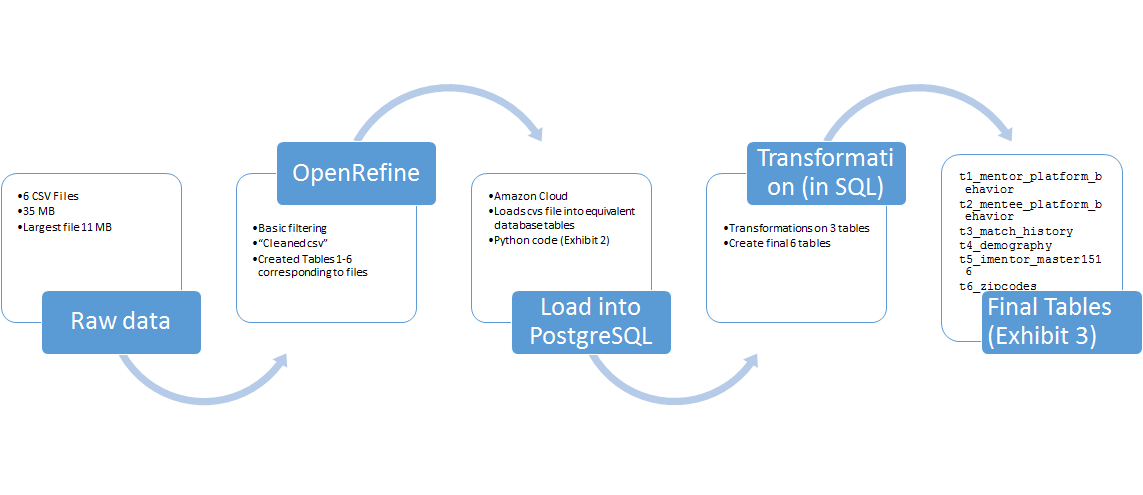 •6 CSV Files
•35 MB
•Largest file 11 MB
Raw data
OpenRefine
•Basic filtering
•“Cleaned csv”
•Created Tables 1-6
corresponding to files
•Amazon Cloud
•Loads cvs file into equivalent
database tables
•Python code (Exhibit 2)
Load into
PostgreSQL
Transformati
on (in SQL)
•Transformations on 3 tables
•Create final 6 tables
t1_mentor_platform_b
ehavior
t2_mentee_platform_b
ehavior
t3_match_history
t4_demography
t5_imentor_master151
6
t6_zipcodes
Final Tables
(Exhibit 3)